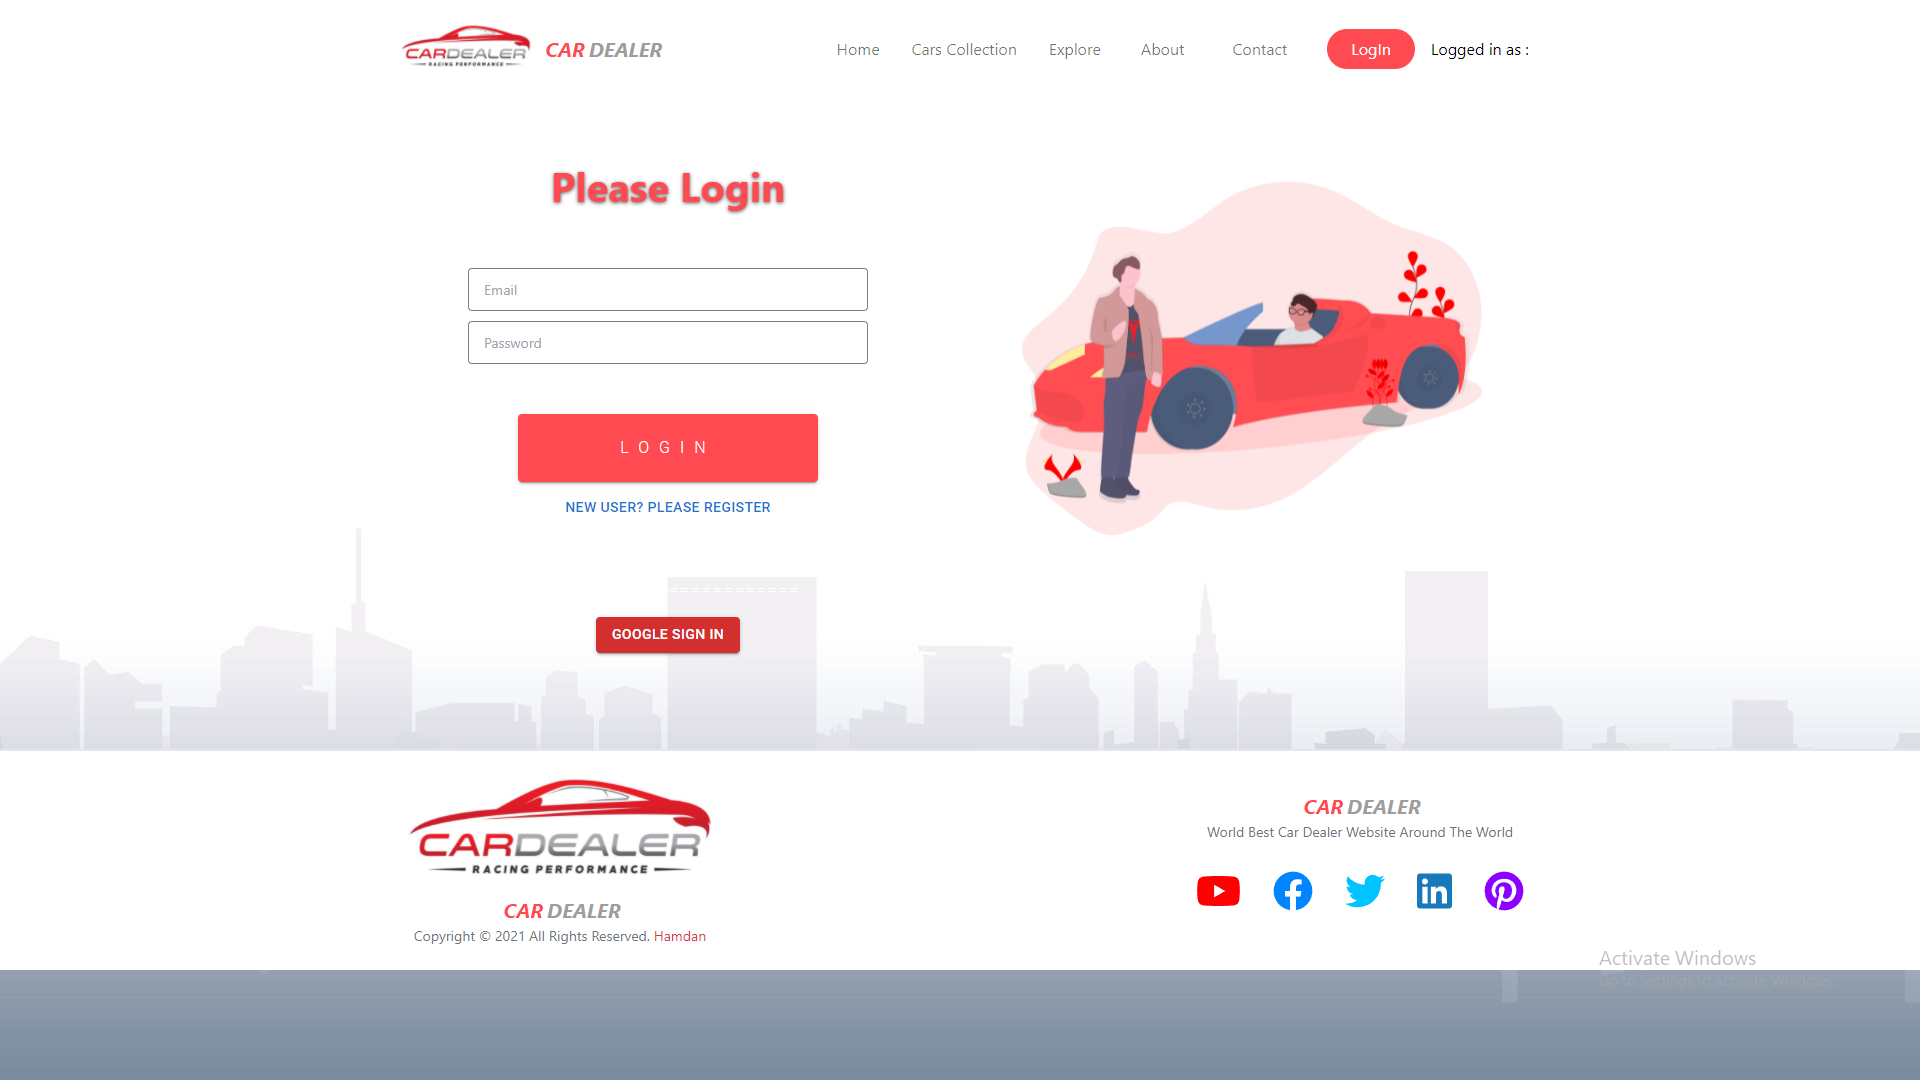 CARDEALER
RACING PERFORMANCE
CAR DEALER
Home
Cars Collection
Explore
About
Contact
LogIn
Logged in as :
Please Login
Email
Password
LOGIN
NEW USER? PLEASE REGISTER
============
GOOGLE SIGN IN
CARDEALER
RACING PERFORMANCE
CAR DEALER
Copyright © 2021 All Rights Reserved. Hamdan
CAR DEALER
World Best Car Dealer Website Around The World
in
Activate Windows
Go to Settings to activate Windows.